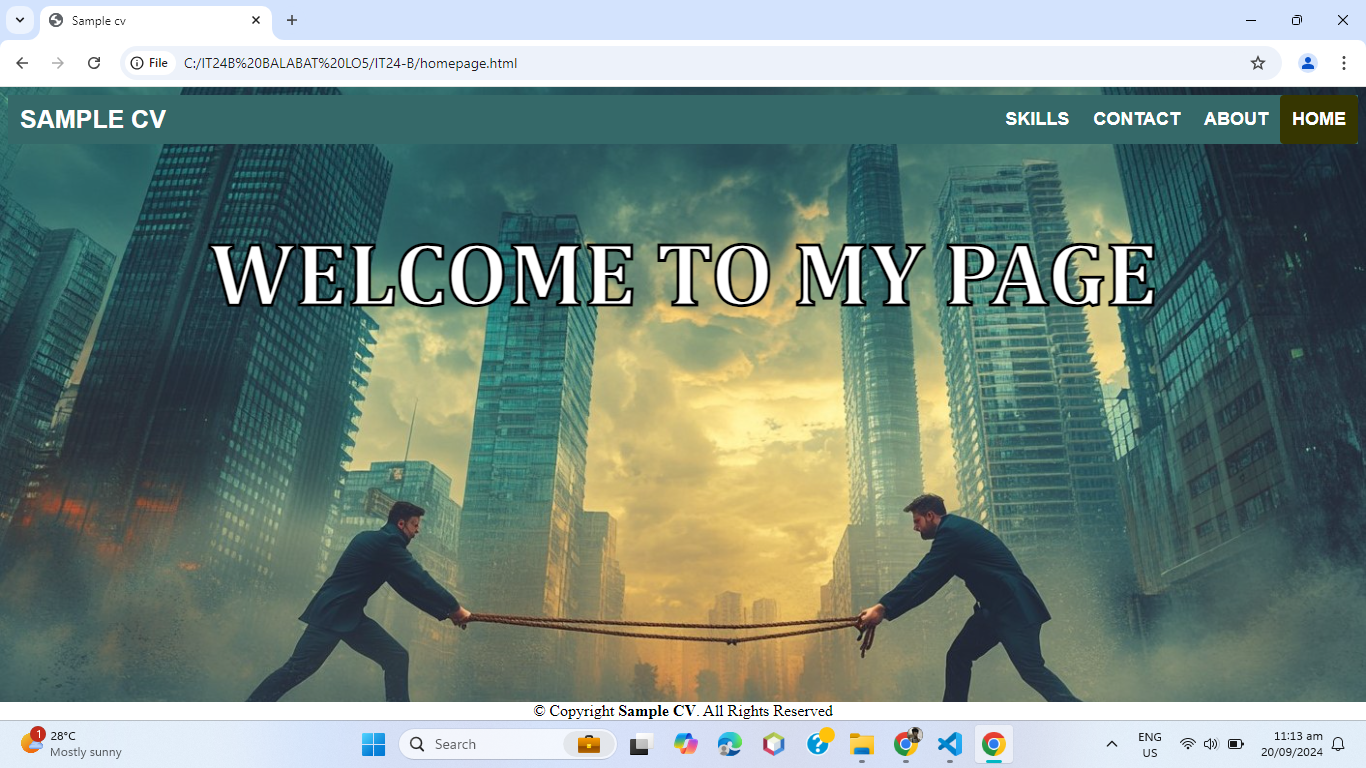 Sample cv
File
C:/IT24B%20BALABAT%20LO5/IT24-B/homepage.html
SAMPLE CV
SKILLS
CONTACT
ABOUT
HOME
WELCOME TO MY PAGE
© Copyright Sample CV. All Rights Reserved
1
28°C
Mostly sunny
Search
ENG
US
11:13 am
20/09/2024